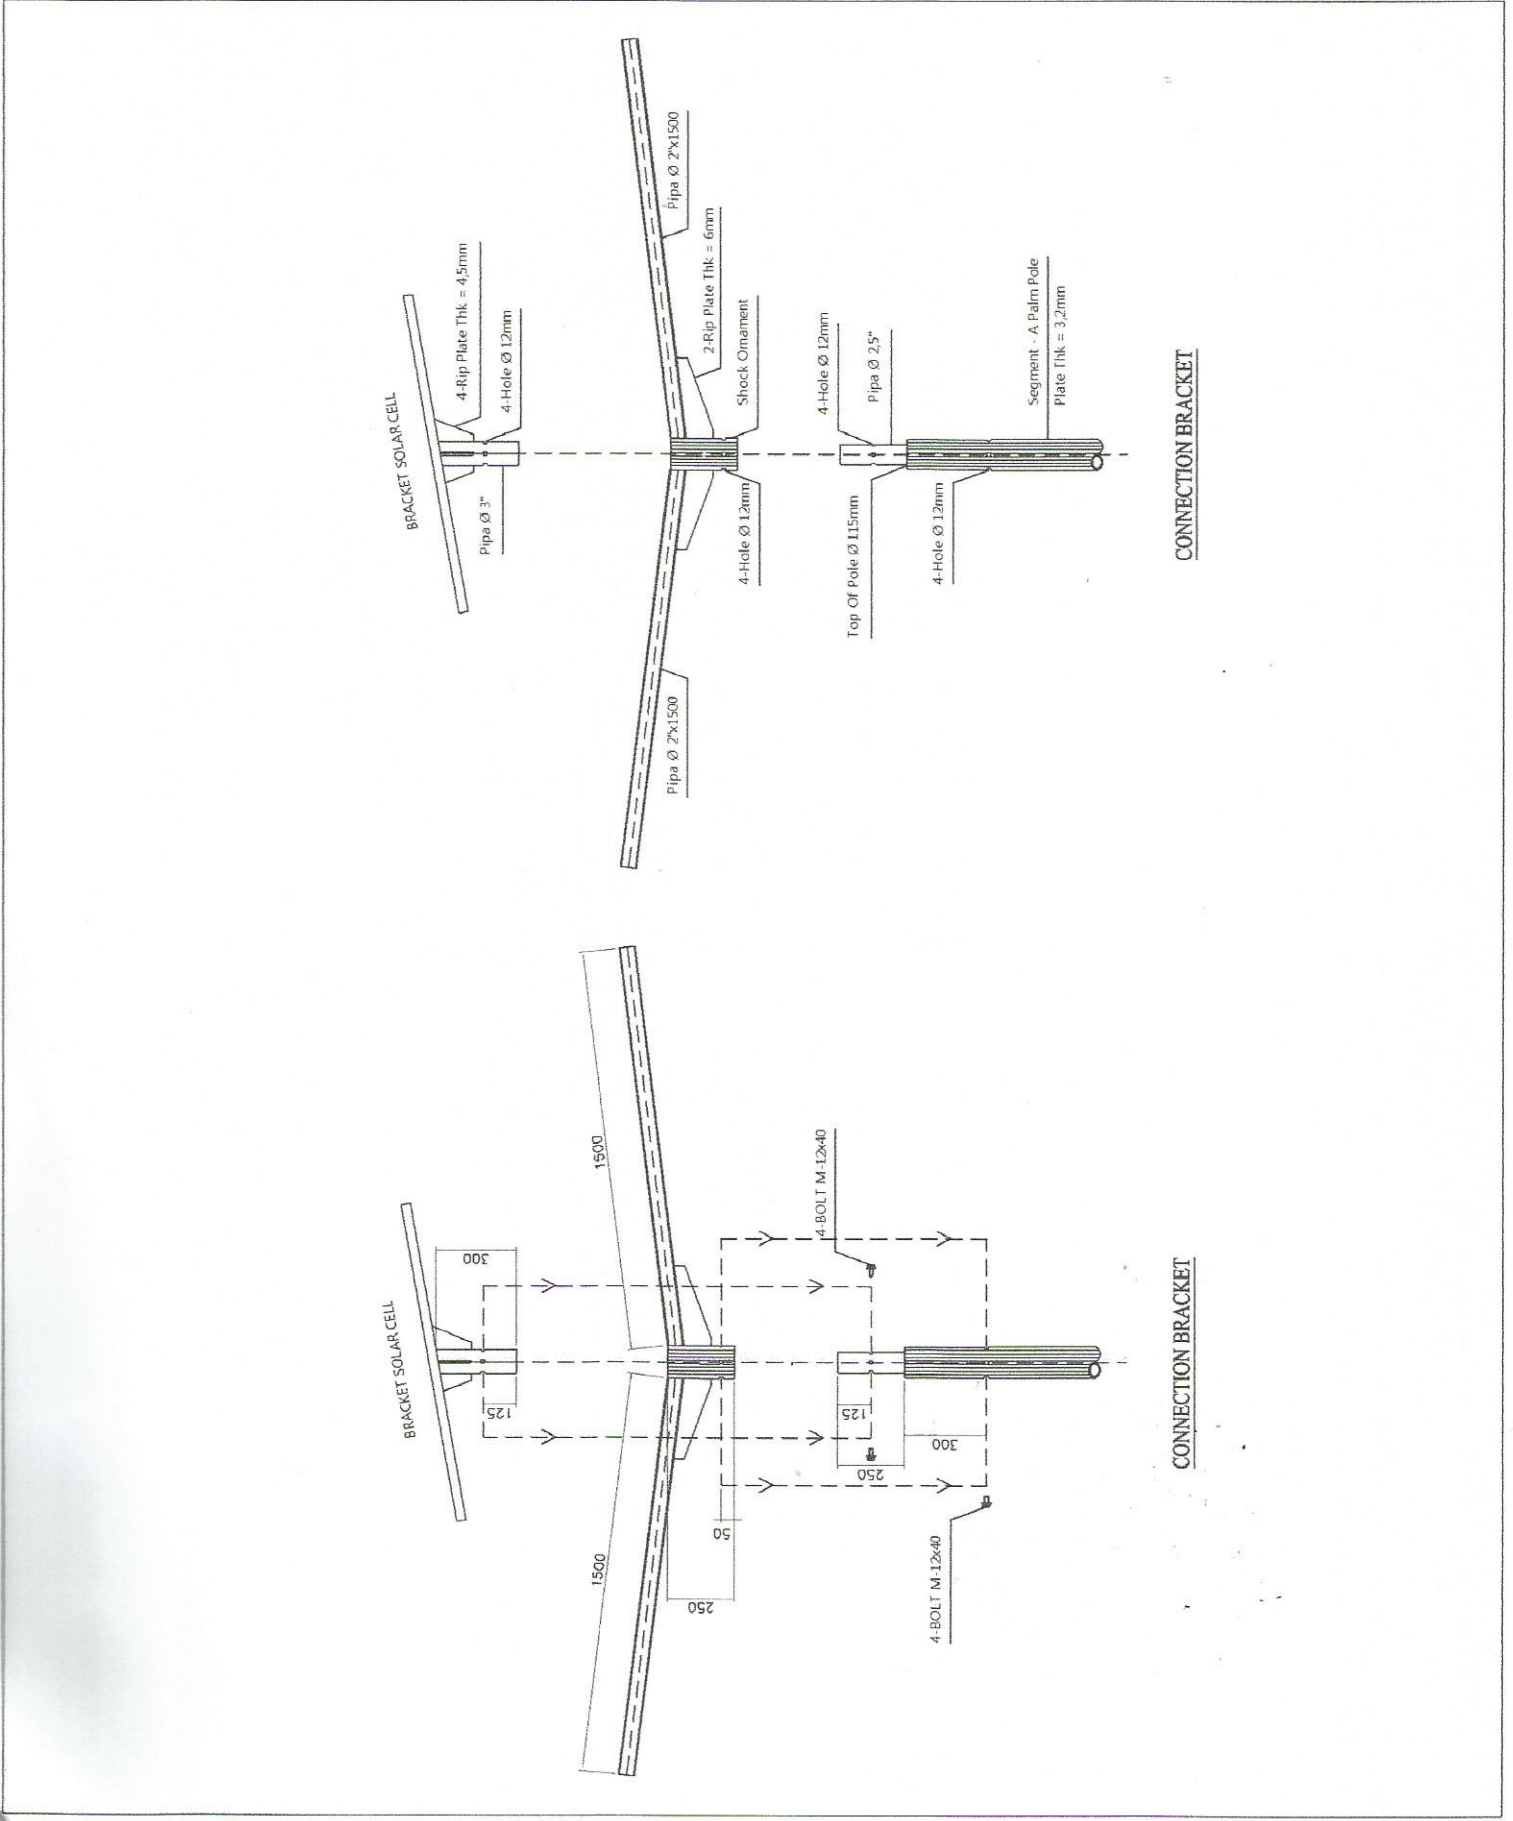 BRACKET SOLAR CELL
300
125
1500
1500
250
50
4-BOLT M-12x40
125
250
300
4-BOLT M-12x40
CONNECTION BRACKET
BRACKET SOLAR CELL
4-Rip Plate Thk = 4,5mm
4-Hole Ø 12mm
Pipa Ø 3"
Pipa Ø 2"x1500
Pipa Ø 2"x1500
2-Rip Plate Thk = 6mm
Shock Ornament
4-Hole Ø 12mm
4-Hole Ø 12mm
Pipa Ø 2,5"
Top Of Pole Ø 115mm
4-Hole Ø 12mm
Segment - A Palm Pole
Plate Thk = 3,2mm
CONNECTION BRACKET